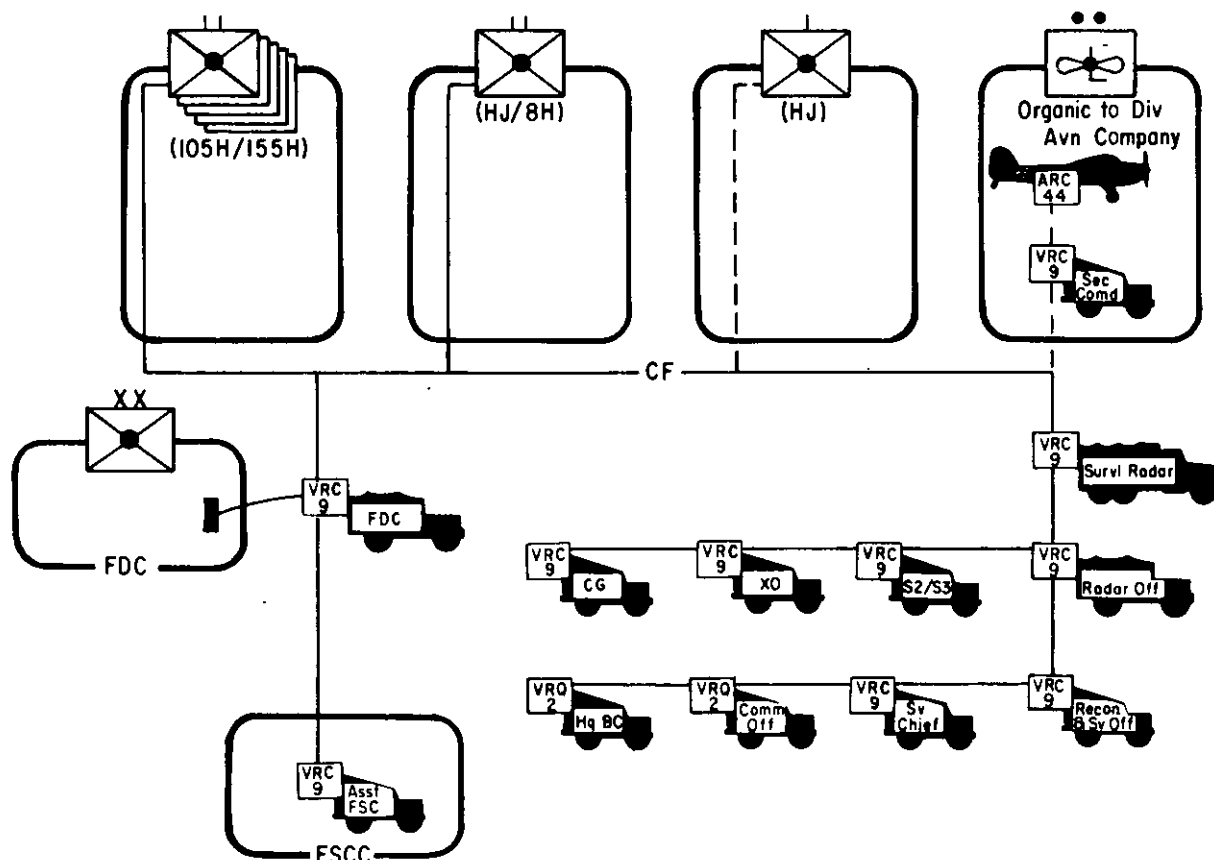 (105H/155H)
(HJ/8H)
(HJ)
Organic to Div
Avn Company
ARC
44
VRC
9
Sec
Comd
CF
XX
FDC
VRC
9
FDC
VRC
9
Survl Radar
VRC
9
CG
VRC
9
XO
VRC
9
S2/S3
VRC
9
Radar Off
VRQ
2
Hq BC
VRQ
2
Comm
Off
VRC
9
Sv
Chief
VRC
9
Recon
& Sv Off
VRC
9
Asst
FSC
FSCC